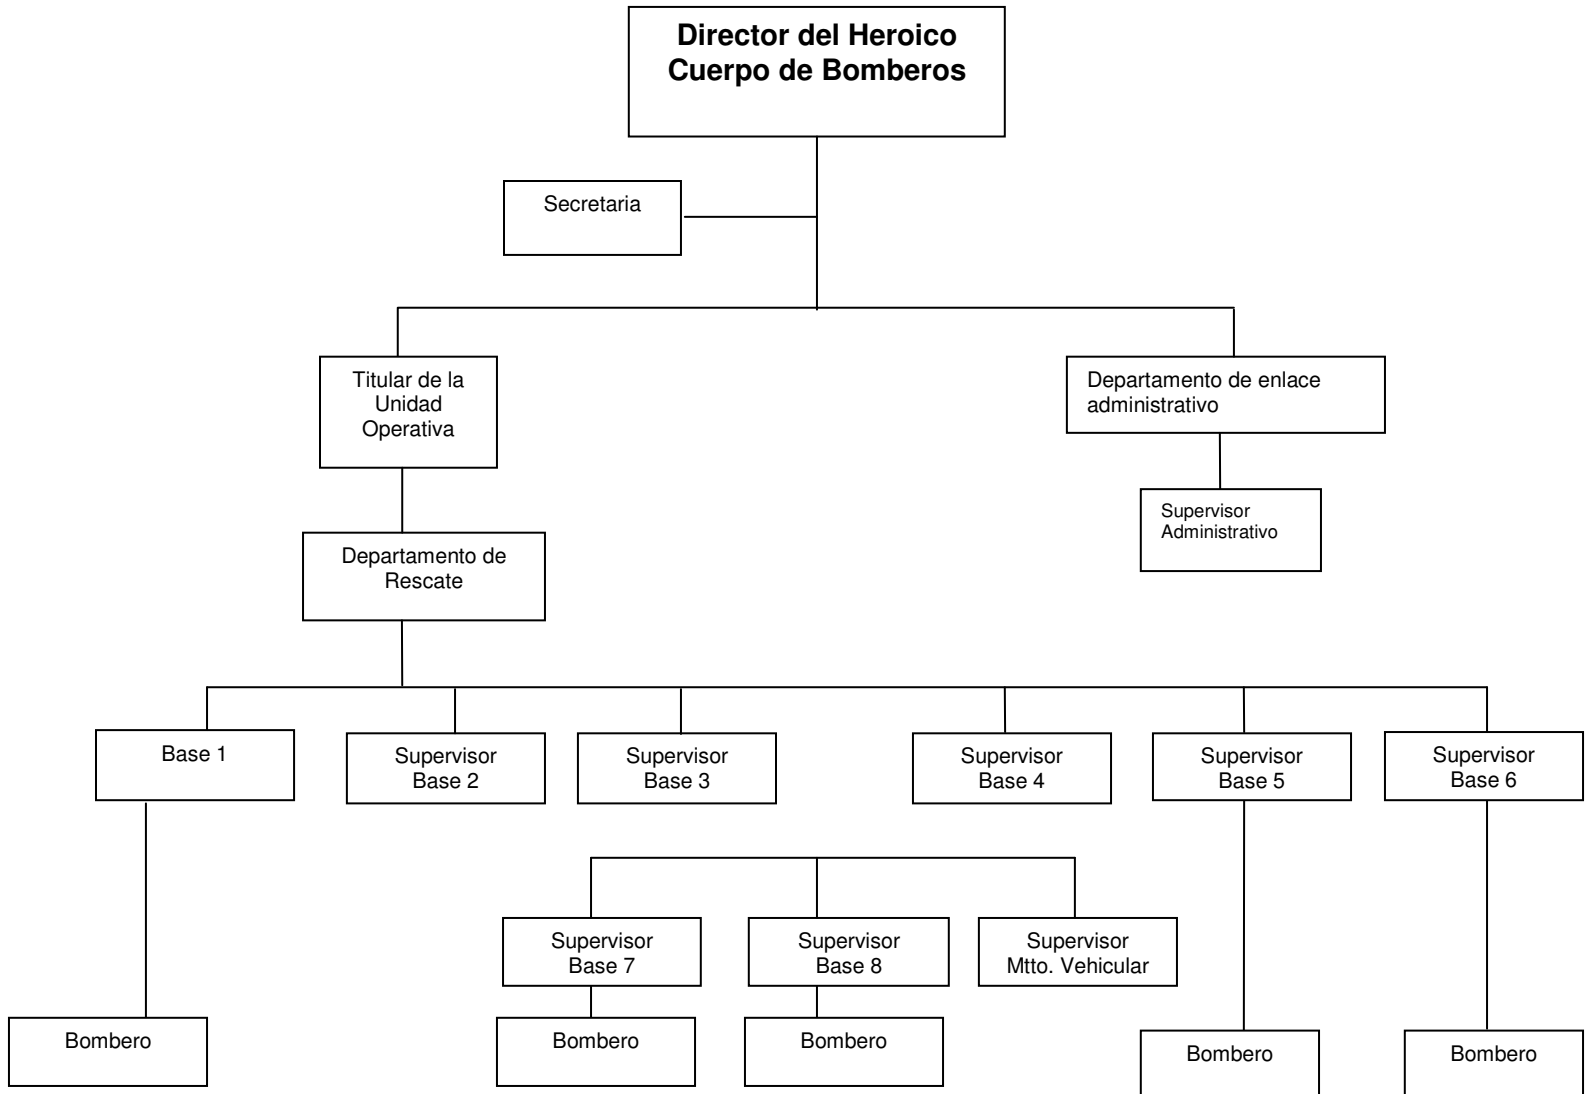 Director del Heroico
Cuerpo de Bomberos
Secretaria
Titular de la
Unidad
Operativa
Departamento de enlace
administrativo
Supervisor
Administrativo
Departamento de
Rescate
Base 1
Supervisor
Base 2
Supervisor
Base 3
Supervisor
Base 4
Supervisor
Base 5
Supervisor
Base 6
Supervisor
Base 7
Supervisor
Base 8
Supervisor
Mtto. Vehicular
Bombero
Bombero
Bombero
Bombero
Bombero